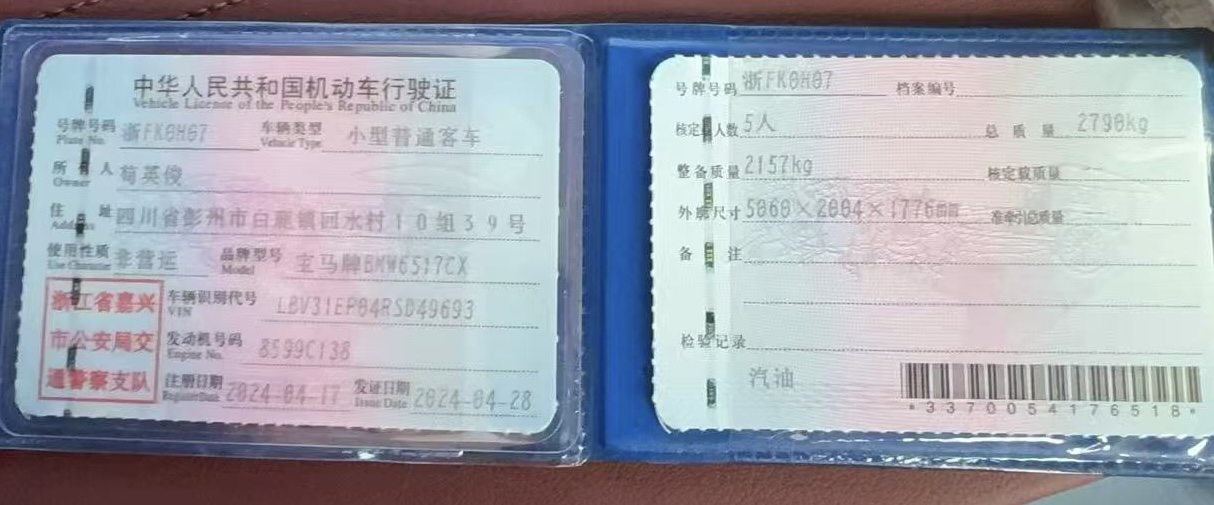 中华人民共和国机动车行驶证
Vehicle License of the People's Republic of China
号牌号码 浙FK0H07 车辆类型 小型普通客车
Plate No. Vehicle Type
所有人 苟英俊
Owner
住址 四川省彭州市白鹿镇回水村10组39号
Address
使用性质 非营运 品牌型号 宝马牌BMW6517CX
Use Character Model
浙江省嘉兴
市公安局交
通警察支队
车辆识别代号 LBV31EP04RSD49693
VIN
发动机号码 8599C138
Engine No.
注册日期 2024-04-17 发证日期 2024-04-28
Register Date Issue Date
号牌号码 浙FK0H07 档案编号
核定人数 5人 总质量 2790kg
整备质量 2157kg 核定载质量 --
外廓尺寸 5060×2004×1776mm 准牵引总质量 --
备注
检验记录
汽油
*3370054176518*